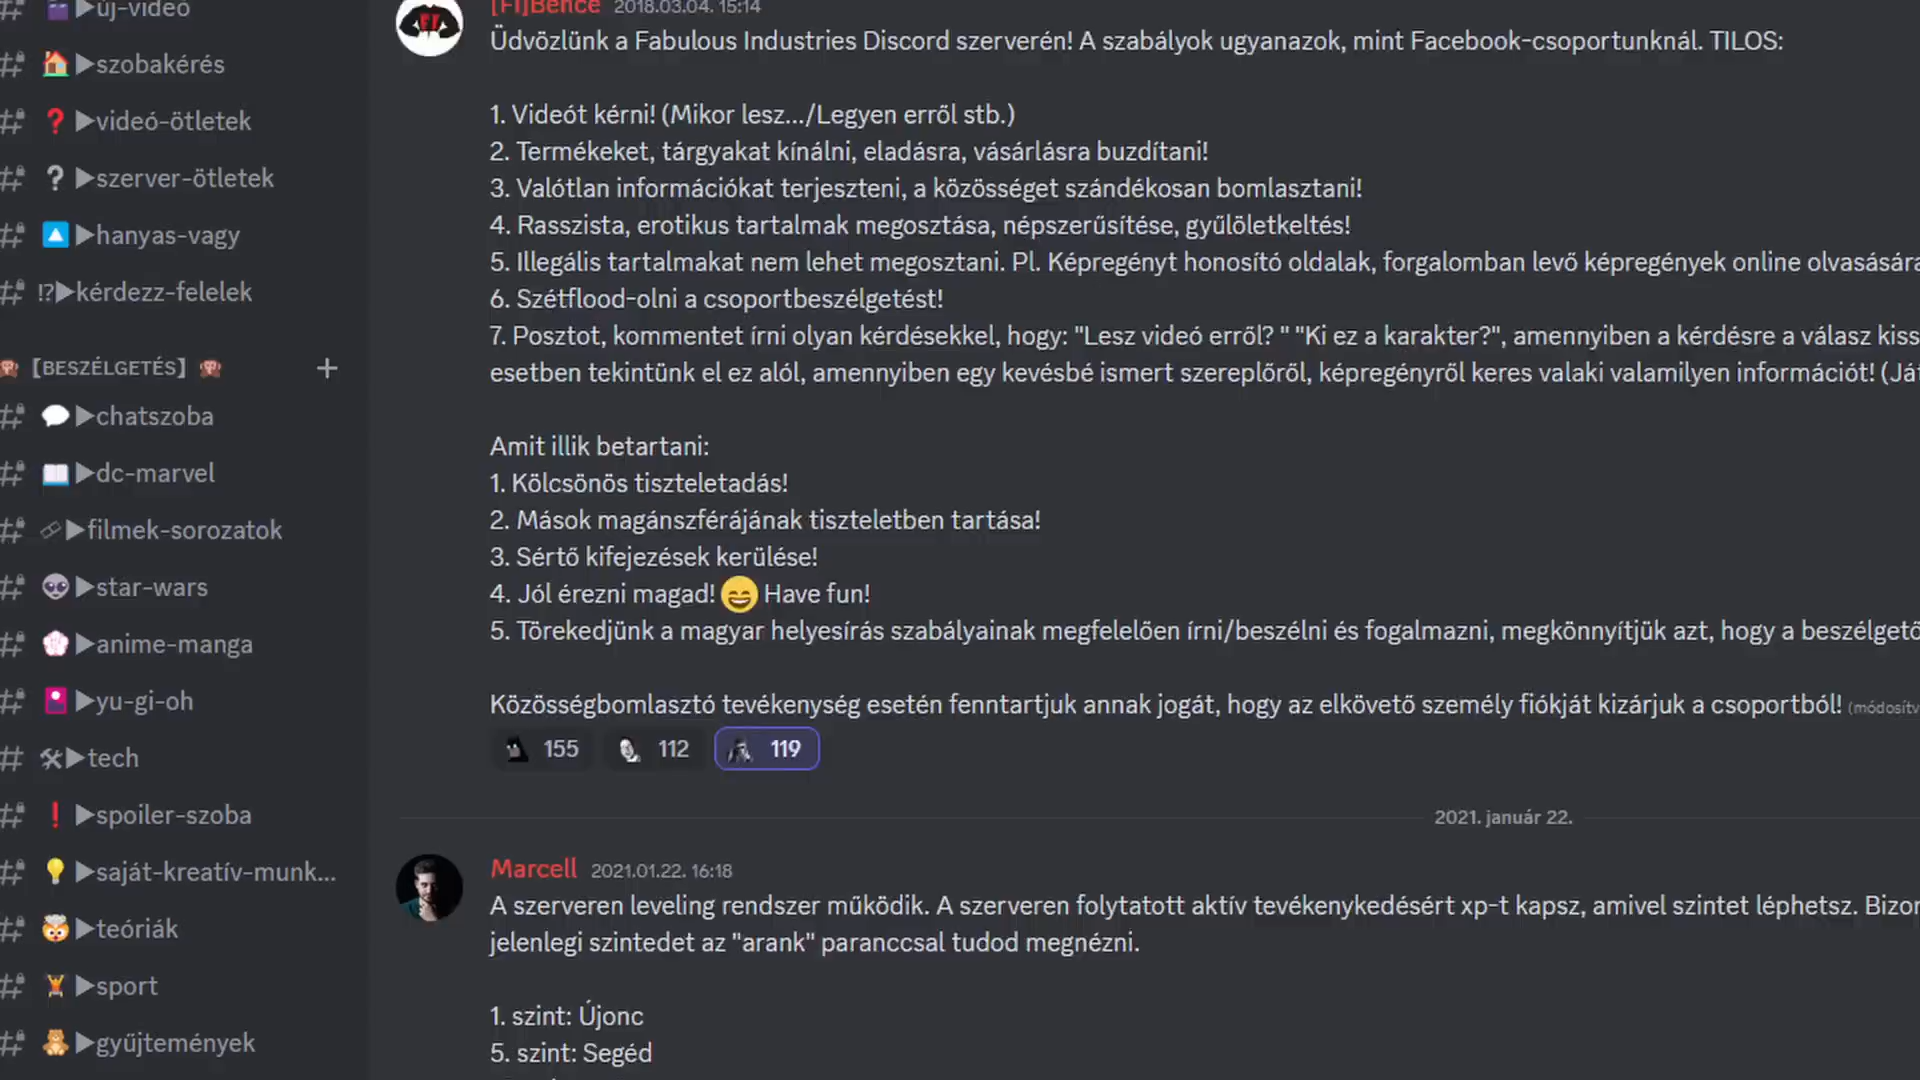 új-videó
szobakérés
videó-ötletek
szerver-ötletek
hanyas-vagy
kérdezz-felelek
[BESZÉLGETÉS]
chatszoba
dc-marvel
filmek-sorozatok
star-wars
anime-manga
yu-gi-oh
tech
spoiler-szoba
saját-kreatív-munk...
teóriák
sport
gyűjtemények
[FI]Bence 2018.03.04. 15:14
Üdvözlünk a Fabulous Industries Discord szerverén! A szabályok ugyanazok, mint Facebook-csoportunknál. TILOS:
1. Videót kérni! (Mikor lesz.../Legyen erről stb.)
2. Termékeket, tárgyakat kínálni, eladásra, vásárlásra buzdítani!
3. Valótlan információkat terjeszteni, a közösséget szándékosan bomlasztani!
4. Rasszista, erotikus tartalmak megosztása, népszerűsítése, gyűlöletkeltés!
5. Illegális tartalmakat nem lehet megosztani. Pl. Képregényt honosító oldalak, forgalomban levő képregények online olvasására
6. Szétflood-olni a csoportbeszélgetést!
7. Posztot, kommentet írni olyan kérdésekkel, hogy: "Lesz videó erről? " "Ki ez a karakter?", amennyiben a kérdésre a válasz kiss
esetben tekintünk el ez alól, amennyiben egy kevésbé ismert szereplőről, képregényről keres valaki valamilyen információt! (Ját
Amit illik betartani:
1. Kölcsönös tiszteletadás!
2. Mások magánszférájának tiszteletben tartása!
3. Sértő kifejezések kerülése!
4. Jól érezni magad! 😄 Have fun!
5. Törekedjünk a magyar helyesírás szabályainak megfelelően írni/beszélni és fogalmazni, megkönnyítjük azt, hogy a beszélgető
Közösségbomlasztó tevékenység esetén fenntartjuk annak jogát, hogy az elkövető személy fiókját kizárjuk a csoportból! (módosítv
155 112 119
2021. január 22.
Marcell 2021.01.22. 16:18
A szerveren leveling rendszer működik. A szerveren folytatott aktív tevékenykedésért xp-t kapsz, amivel szintet léphetsz. Bizon
jelenlegi szintedet az "arank" paranccsal tudod megnézni.
1. szint: Újonc
5. szint: Segéd